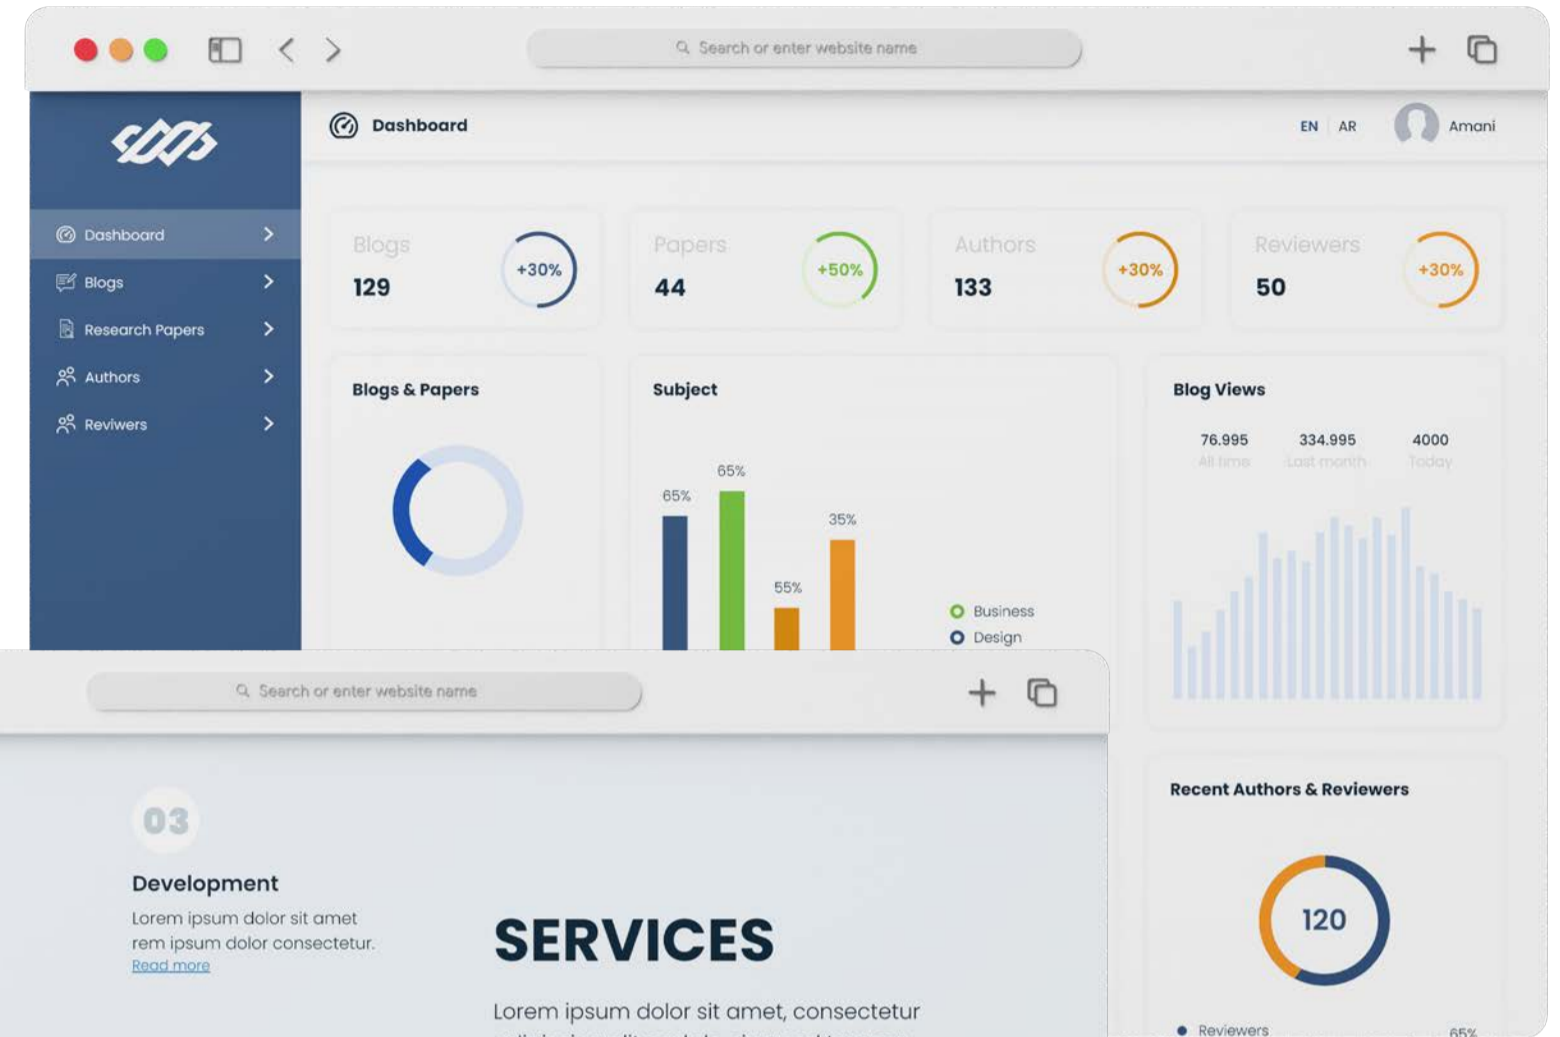 Search or enter website name
Dashboard
EN AR
Amani
Dashboard
Blogs
Research Papers
Authors
Reviwers
Blogs
129
+30%
Papers
44
+50%
Authors
133
+30%
Reviewers
50
+30%
Blogs & Papers
Subject
65%
65%
55%
35%
Business
Design
Blog Views
76.995 334.995 4000
All time Last month Today
Recent Authors & Reviewers
120
Reviewers 65%
Search or enter website name
03
Development
Lorem ipsum dolor sit amet
rem ipsum dolor consectetur.
Read more
SERVICES
Lorem ipsum dolor sit amet, consectetur